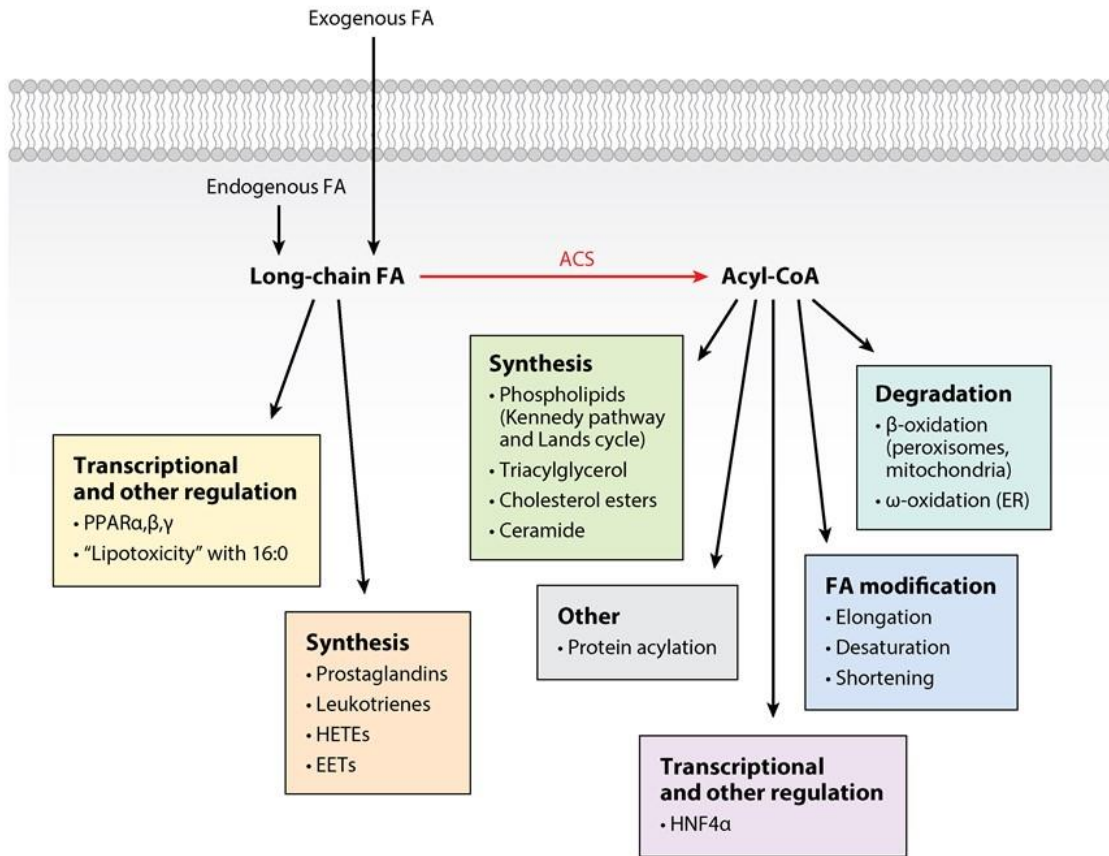 Exogenous FA
Endogenous FA
Long-chain FA
ACS
Acyl-CoA
Transcriptional
and other regulation
• PPARα,β,γ
• “Lipotoxicity” with 16:0
Synthesis
• Prostaglandins
• Leukotrienes
• HETEs
• EETs
Synthesis
• Phospholipids
(Kennedy pathway
and Lands cycle)
• Triacylglycerol
• Cholesterol esters
• Ceramide
Other
• Protein acylation
Transcriptional
and other regulation
• HNF4α
FA modification
• Elongation
• Desaturation
• Shortening
Degradation
• β-oxidation
(peroxisomes,
mitochondria)
• ω-oxidation (ER)